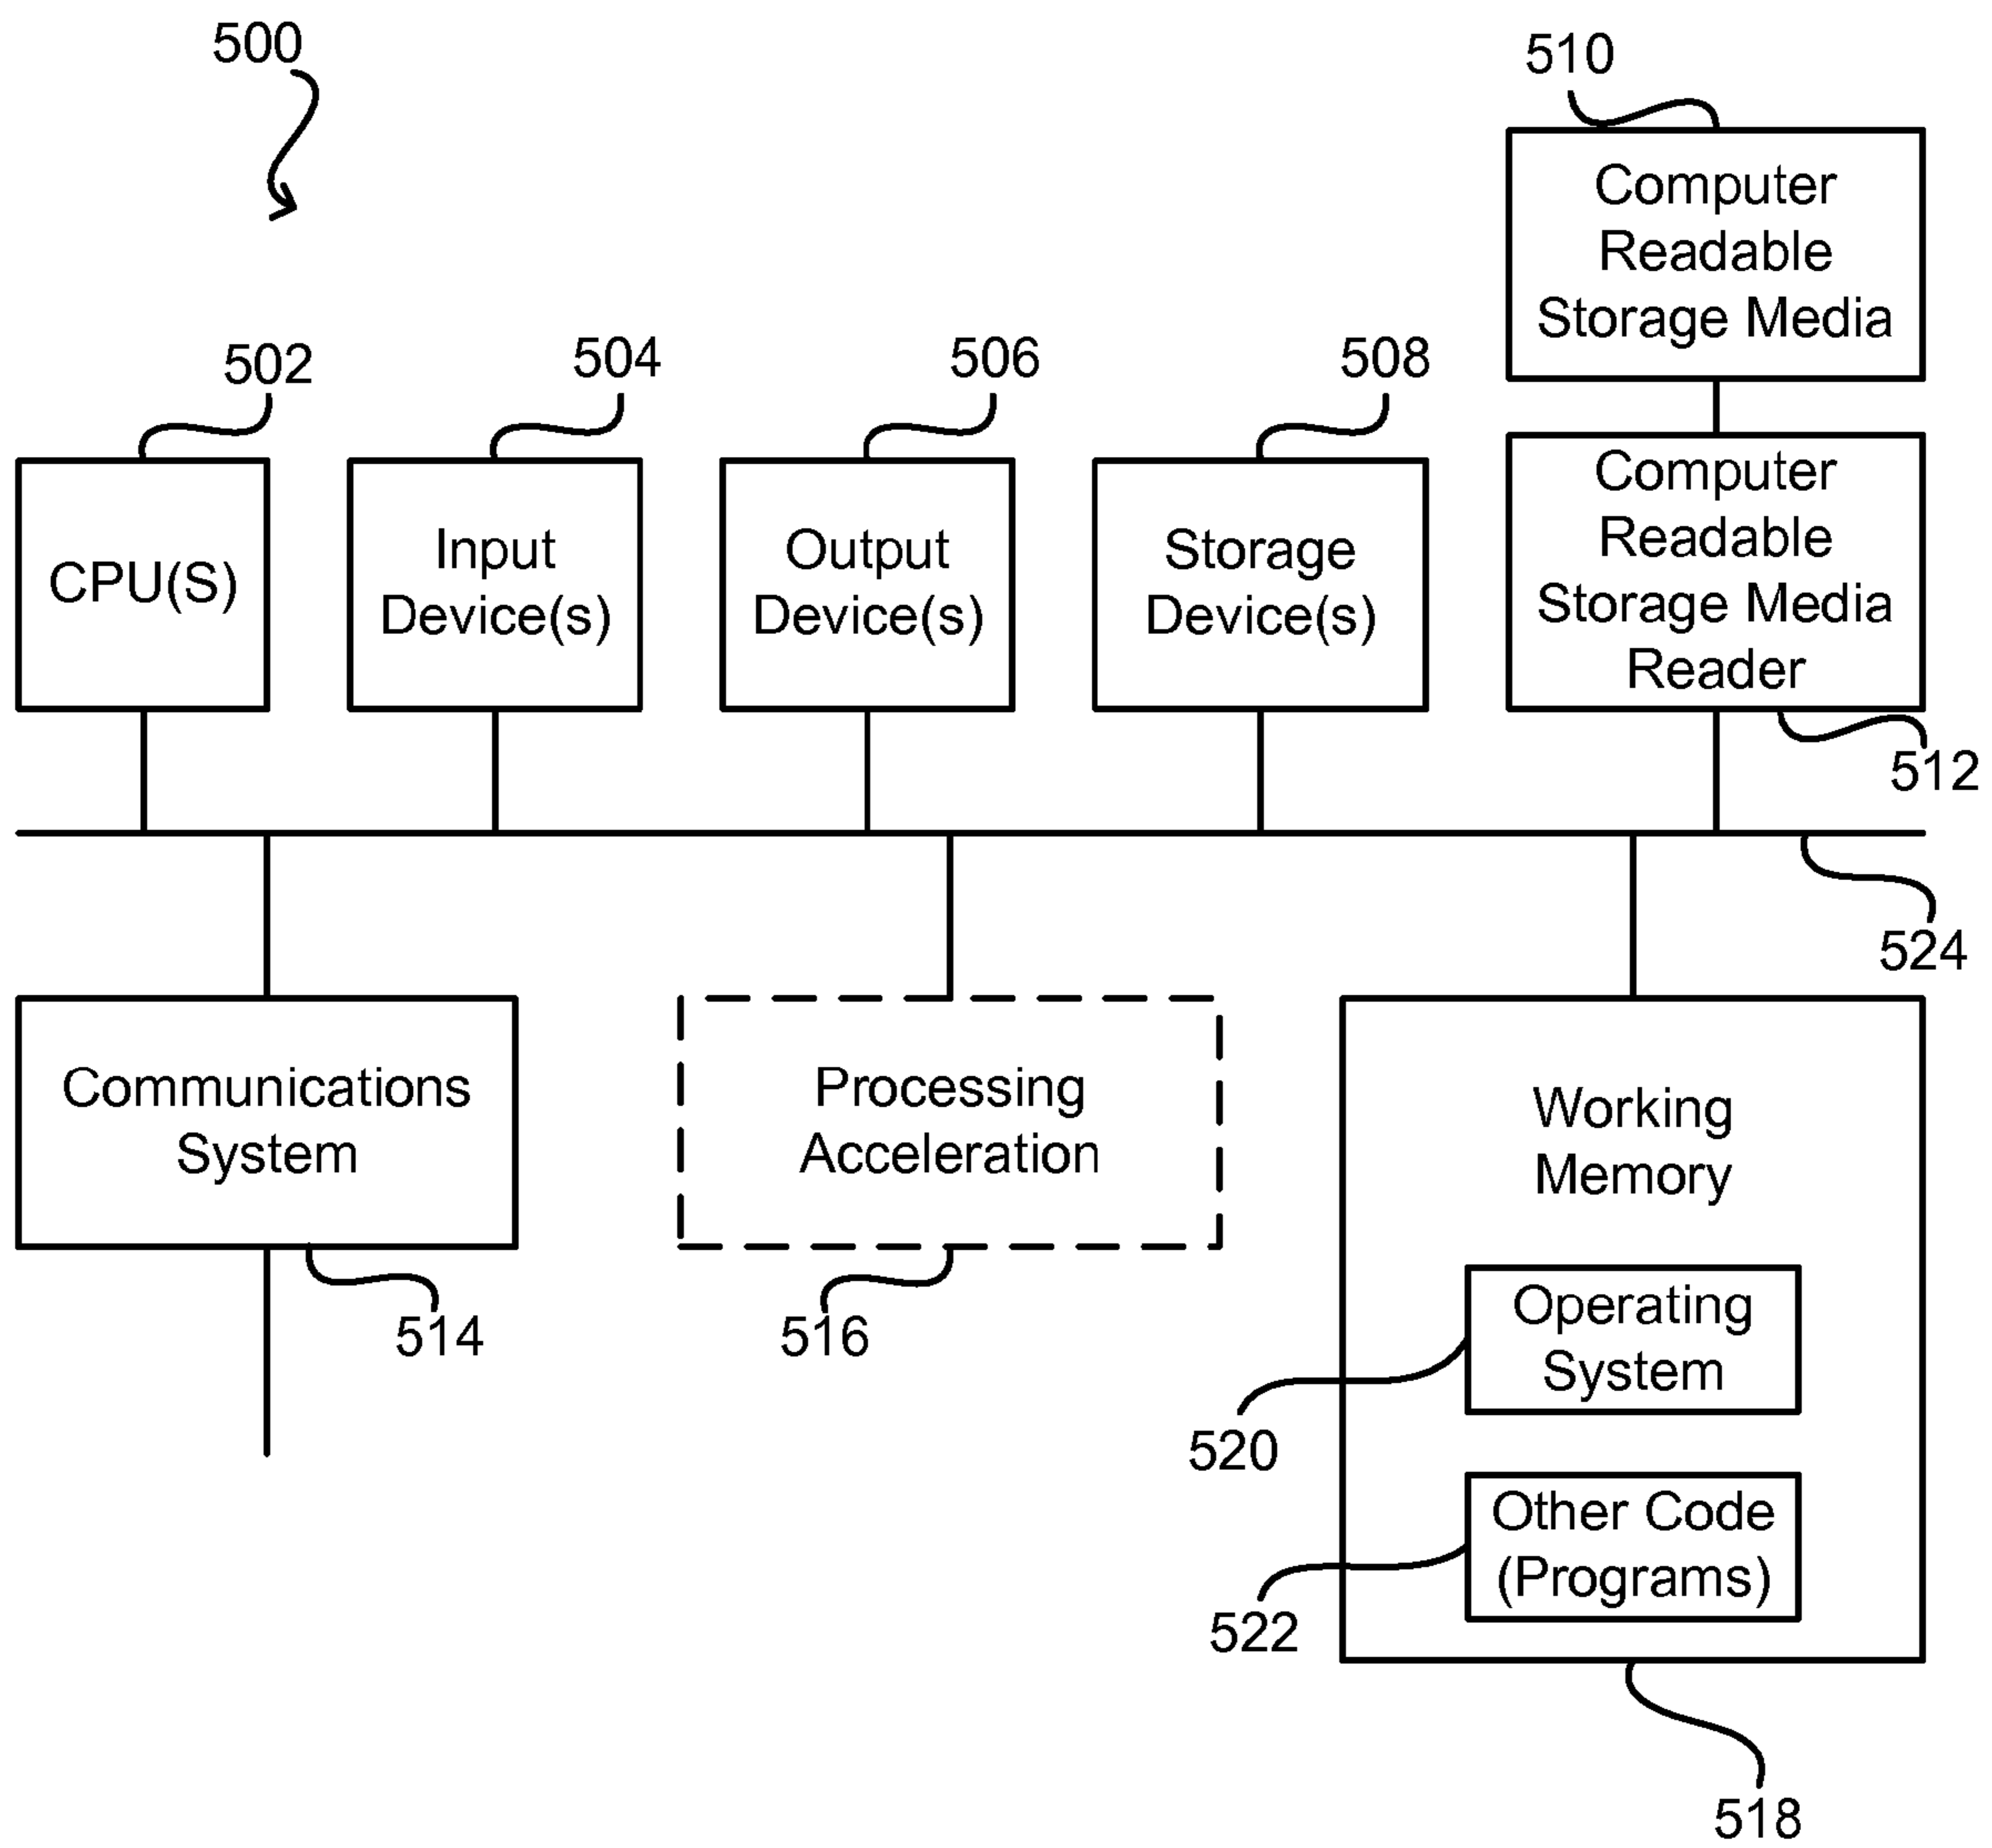 500
510
Computer
Readable
Storage Media
502
504
506
508
CPU(S)
Input
Device(s)
Output
Device(s)
Storage
Device(s)
Computer
Readable
Storage Media
Reader
512
524
Communications
System
514
Processing
Acceleration
516
Working
Memory
Operating
System
520
Other Code
(Programs)
522
518